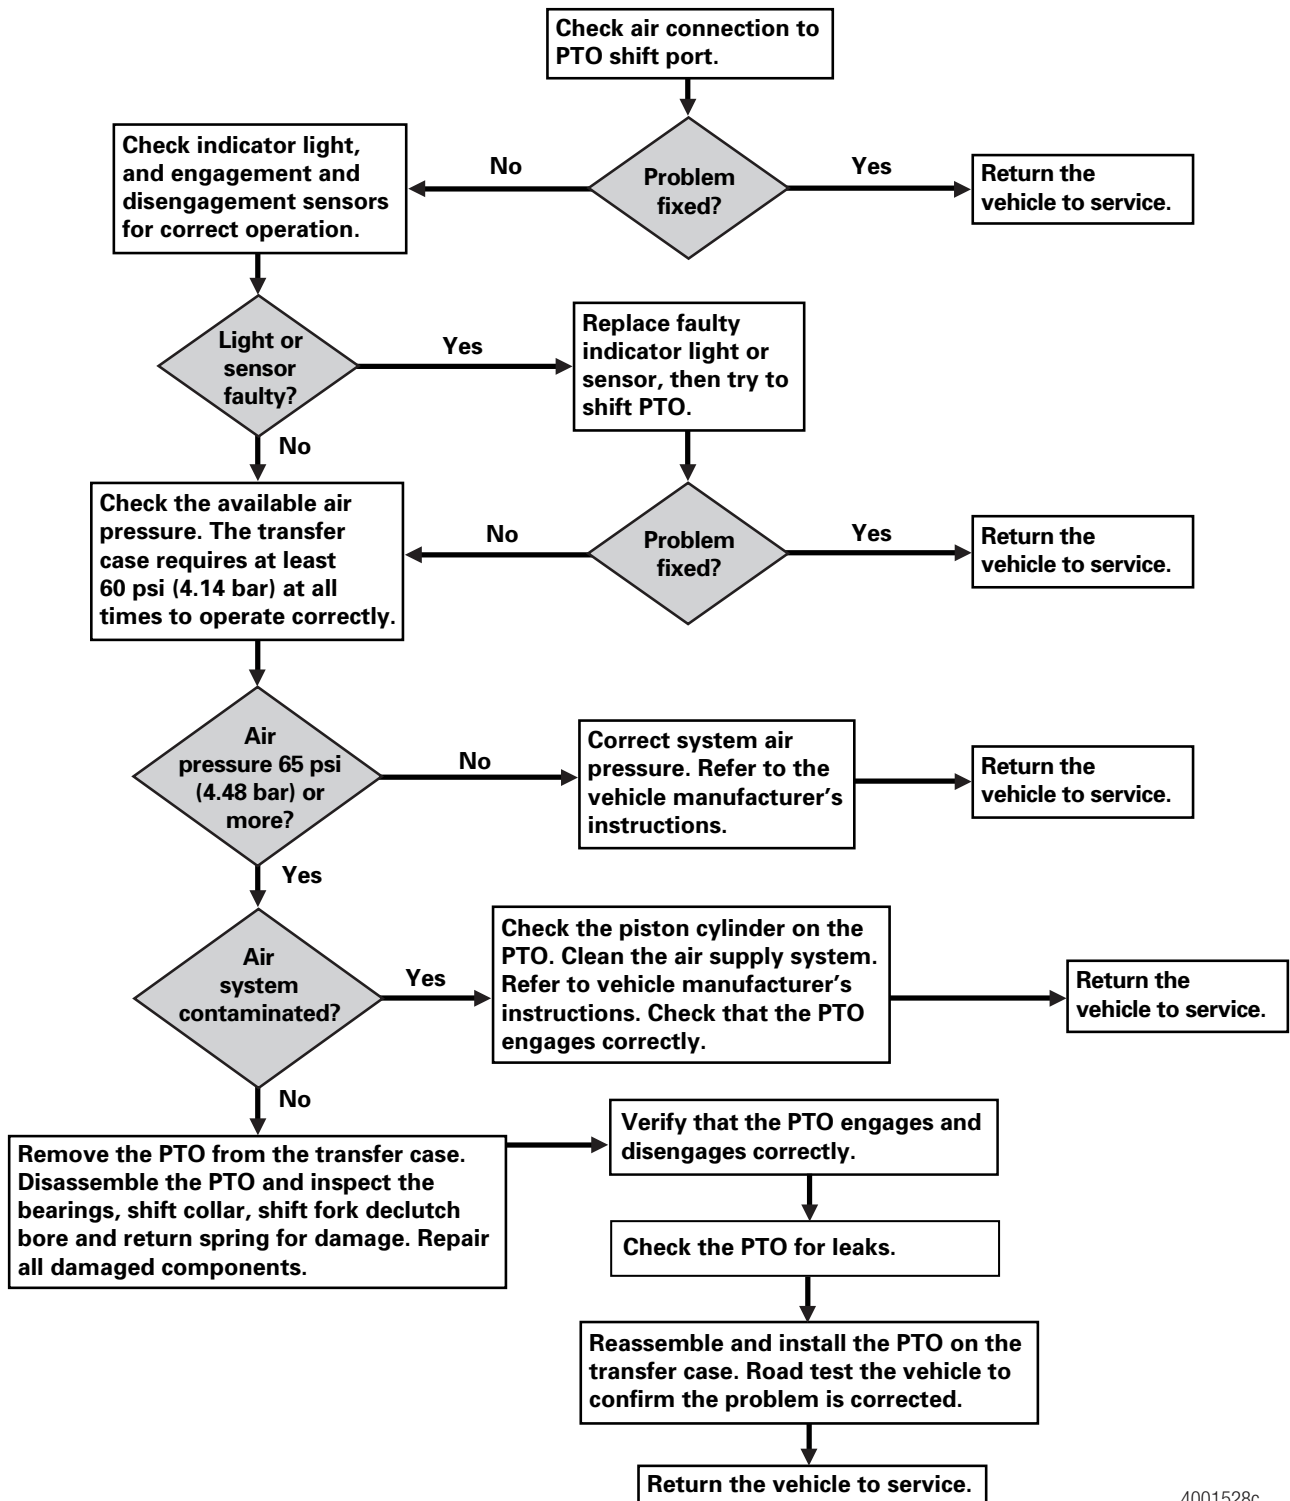 Check air connection to
PTO shift port.
Check indicator light,
and engagement and
disengagement sensors
for correct operation.
No
Problem
fixed?
Yes
Return the
vehicle to service.
Light or
sensor
faulty?
Yes
Replace faulty
indicator light or
sensor, then try to
shift PTO.
No
Check the available air
pressure. The transfer
case requires at least
60 psi (4.14 bar) at all
times to operate correctly.
No
Problem
fixed?
Yes
Return the
vehicle to service.
Air
pressure 65 psi
(4.48 bar) or
more?
No
Correct system air
pressure. Refer to the
vehicle manufacturer's
instructions.
Return the
vehicle to service.
Yes
Air
system
contaminated?
Yes
Check the piston cylinder on the
PTO. Clean the air supply system.
Refer to vehicle manufacturer's
instructions. Check that the PTO
engages correctly.
Return the
vehicle to service.
No
Remove the PTO from the transfer case.
Disassemble the PTO and inspect the
bearings, shift collar, shift fork declutch
bore and return spring for damage. Repair
all damaged components.
Verify that the PTO engages and
disengages correctly.
Check the PTO for leaks.
Reassemble and install the PTO on the
transfer case. Road test the vehicle to
confirm the problem is corrected.
Return the vehicle to service.
4001528c